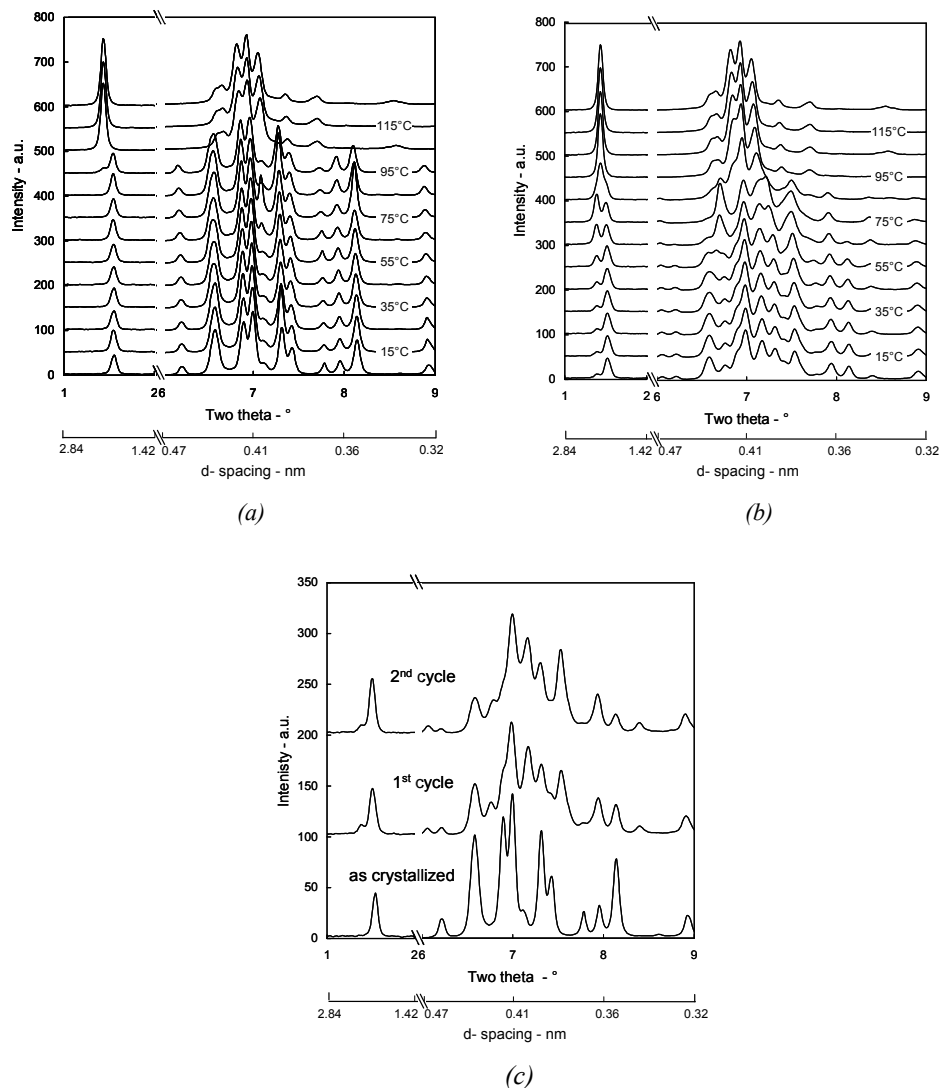 800
700
600
500
400
300
200
100
0
Intensity - a.u.
115°C
95°C
75°C
55°C
35°C
15°C
1 26 7 8 9
Two theta - °
2.84 1.42 0.47 0.41 0.36 0.32
d- spacing - nm
(a)
800
700
600
500
400
300
200
100
0
Intensity - a.u.
115°C
95°C
75°C
55°C
35°C
15°C
1 2 6 7 8 9
Two theta - °
2.84 1.42 0.47 0.41 0.36 0.32
d- spacing - nm
(b)
350
300
250
200
150
100
50
0
Intenisty - a.u.
2nd cycle
1st cycle
as crystallized
1 26 7 8 9
Two theta - °
2.84 1.42 0.47 0.41 0.36 0.32
d- spacing - nm
(c)